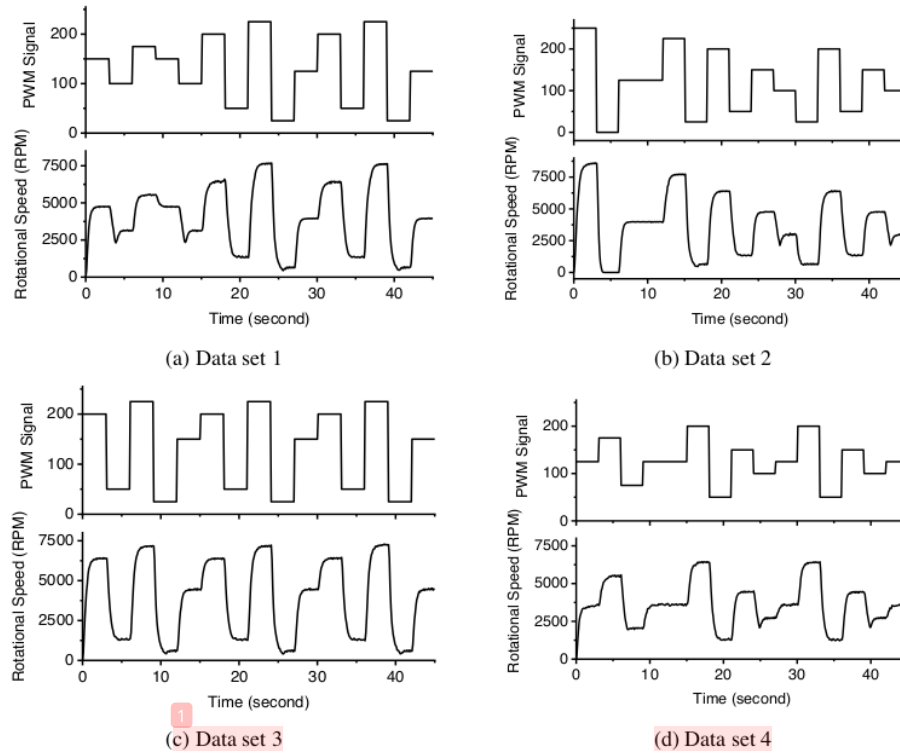 PWM Signal
200
100
0
Rotational Speed (RPM)
7500
5000
2500
0
0 10 20 30 40
Time (second)
(a) Data set 1
PWM Signal
200
100
0
Rotational Speed (RPM)
7500
5000
2500
0
0 10 20 30 40
Time (second)
(b) Data set 2
PWM Signal
200
100
0
Rotational Speed (RPM)
7500
5000
2500
0
0 10 20 30 40
Time (second)
1
(c) Data set 3
PWM Signal
200
100
0
Rotational Speed (RPM)
7500
5000
2500
0
0 10 20 30 40
Time (second)
(d) Data set 4